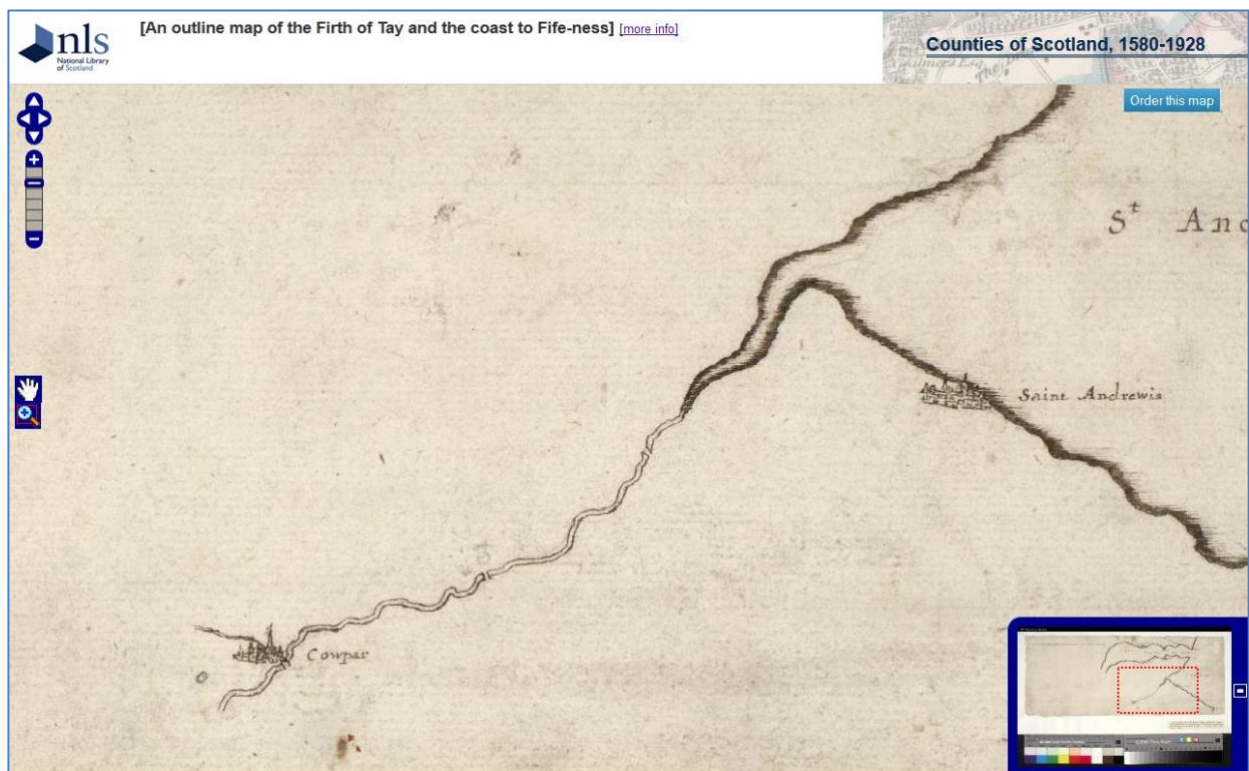 [An outline map of the Firth of Tay and the coast to Fife-ness] [more info]
nls
National Library
of Scotland
Counties of Scotland, 1580-1928
Order this map
St And
Saint Andrewis
Cowpar